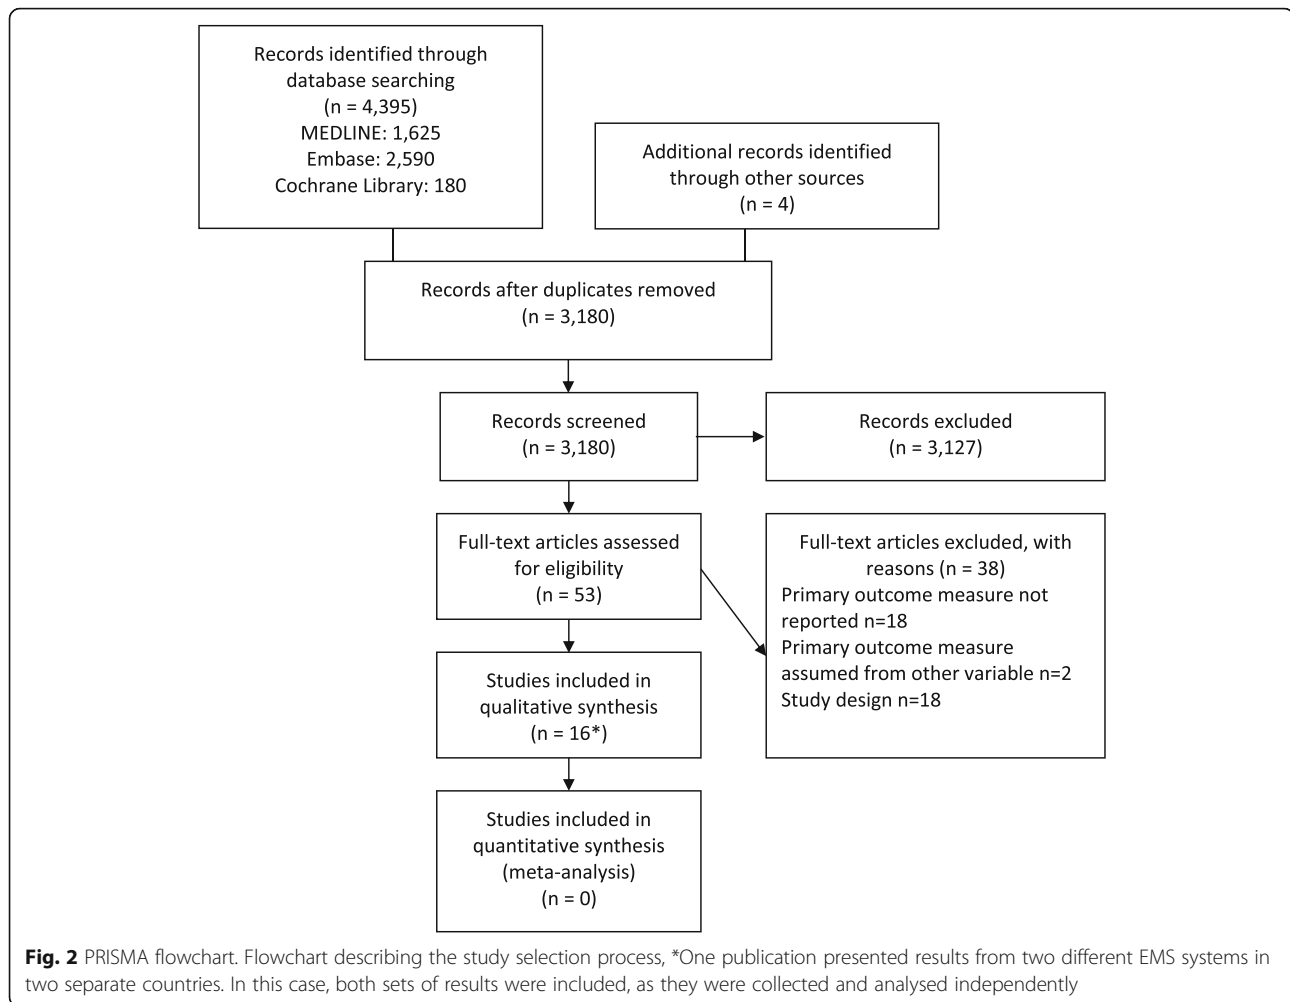 Records identified through
database searching
(n = 4,395)
MEDLINE: 1,625
Embase: 2,590
Cochrane Library: 180
Additional records identified
through other sources
(n = 4)
Records after duplicates removed
(n = 3,180)
Records screened
(n = 3,180)
Records excluded
(n = 3,127)
Full-text articles assessed
for eligibility
(n = 53)
Full-text articles excluded, with
reasons (n = 38)
Primary outcome measure not
reported n=18
Primary outcome measure
assumed from other variable n=2
Study design n=18
Studies included in
qualitative synthesis
(n = 16*)
Studies included in
quantitative synthesis
(meta-analysis)
(n = 0)
Fig. 2 PRISMA flowchart. Flowchart describing the study selection process, *One publication presented results from two different EMS systems in
two separate countries. In this case, both sets of results were included, as they were collected and analysed independently